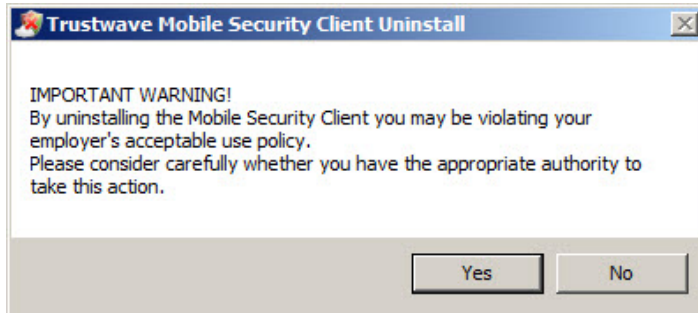 Trustwave Mobile Security Client Uninstall
IMPORTANT WARNING!
By uninstalling the Mobile Security Client you may be violating your
employer's acceptable use policy.
Please consider carefully whether you have the appropriate authority to
take this action.
Yes No